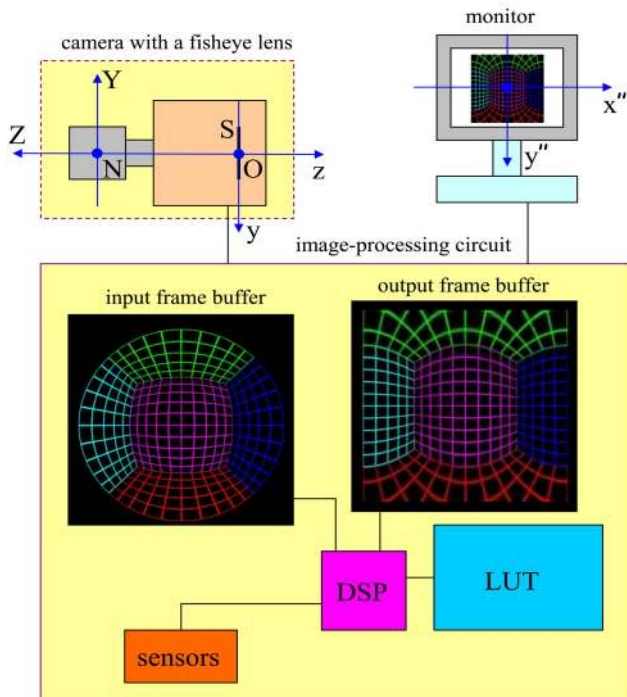 monitor
camera with a fisheye lens
Y
Z
S
N
O
z
y
x"
y"
image-processing circuit
input frame buffer
output frame buffer
DSP
LUT
sensors